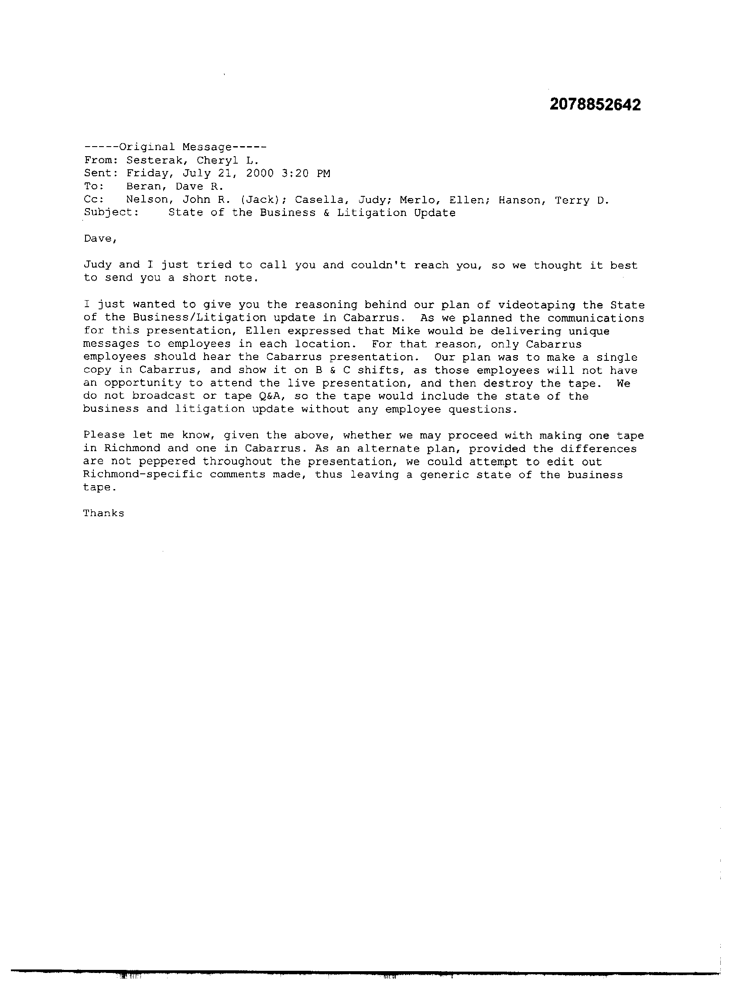 2078852642
-----Original Message-----
From: Sesterak, Cheryl L.
Sent: Friday, July 21, 2000 3:20 PM
To: Beran, Dave R.
Cc: Nelson, John R. (Jack); Casella, Judy; Merlo, Ellen; Hanson, Terry D.
Subject: State of the Business & Litigation Update
Dave,
Judy and I just tried to call you and couldn't reach you, so we thought it best
to send you a short note.
I just wanted to give you the reasoning behind our plan of videotaping the State
of the Business/Litigation update in Cabarrus. As we planned the communications
for this presentation, Ellen expressed that Mike would be delivering unique
messages to employees in each location. For that reason, only Cabarrus
employees should hear the Cabarrus presentation. Our plan was to make a single
copy in Cabarrus, and show it on B & C shifts, as those employees will not have
an opportunity to attend the live presentation, and then destroy the tape. We
do not broadcast or tape Q&A, so the tape would include the state of the
business and litigation update without any employee questions.
Please let me know, given the above, whether we may proceed with making one tape
in Richmond and one in Cabarrus. As an alternate plan, provided the differences
are not peppered throughout the presentation, we could attempt to edit out
Richmond-specific comments made, thus leaving a generic state of the business
tape.
Thanks